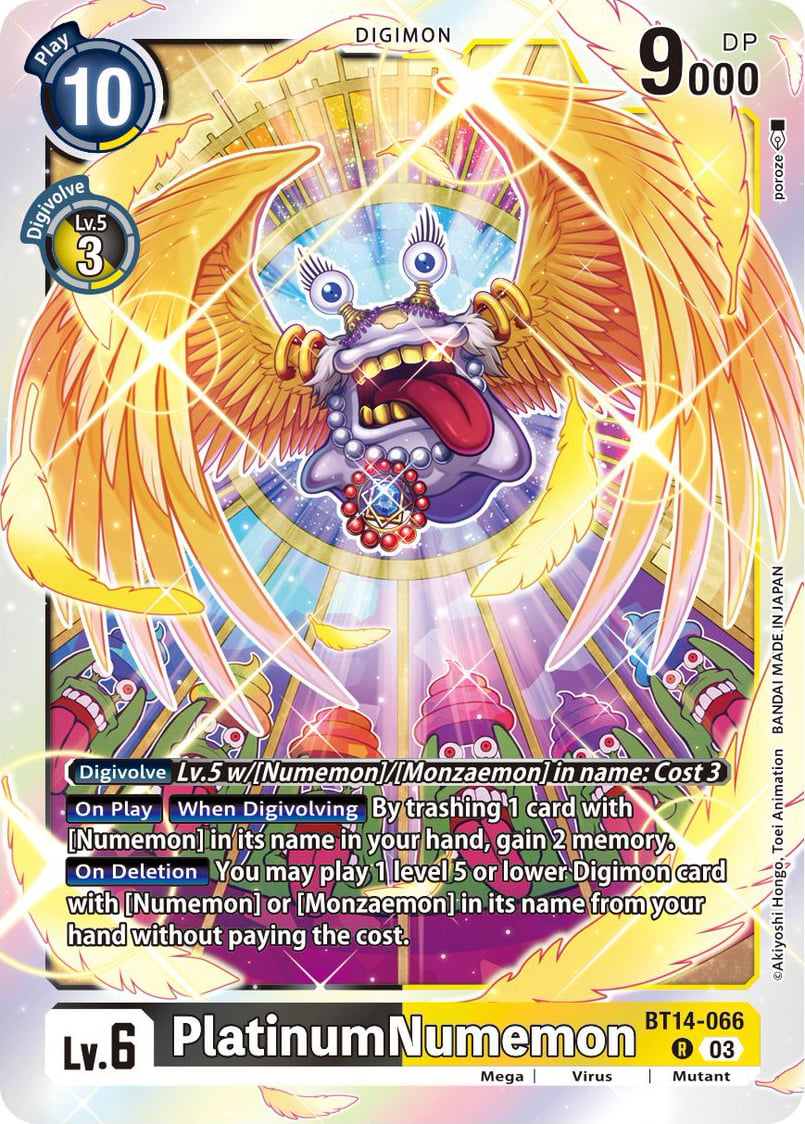 DIGIMON
Play
10
DP
9000
poroze
Digivolve
Lv.5
3
Digivolve Lv.5 w/[Numemon]/[Monzaemon] in name: Cost 3
On Play When Digivolving By trashing 1 card with
[Numemon] in its name in your hand, gain 2 memory.
On Deletion You may play 1 level 5 or lower Digimon card
with [Numemon] or [Monzaemon] in its name from your
hand without paying the cost.
©Akiyoshi Hongo, Toei Animation BANDAI MADE IN JAPAN
Lv.6
PlatinumNumemon
BT14-066
R 03
Mega | Virus | Mutant